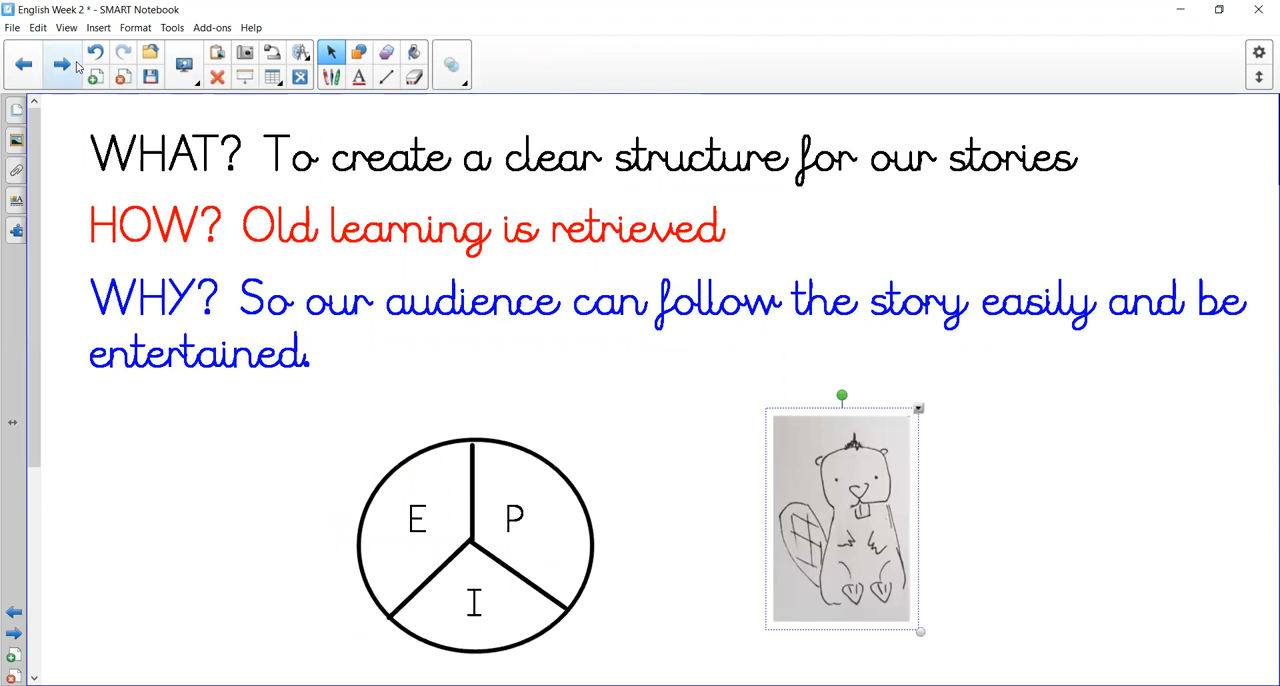 English Week 2 * - SMART Notebook
File Edit View Insert Format Tools Add-ons Help
WHAT? To create a clear structure for our stories
HOW? Old learning is retrieved
WHY? So our audience can follow the story easily and be
entertained.
E P
I